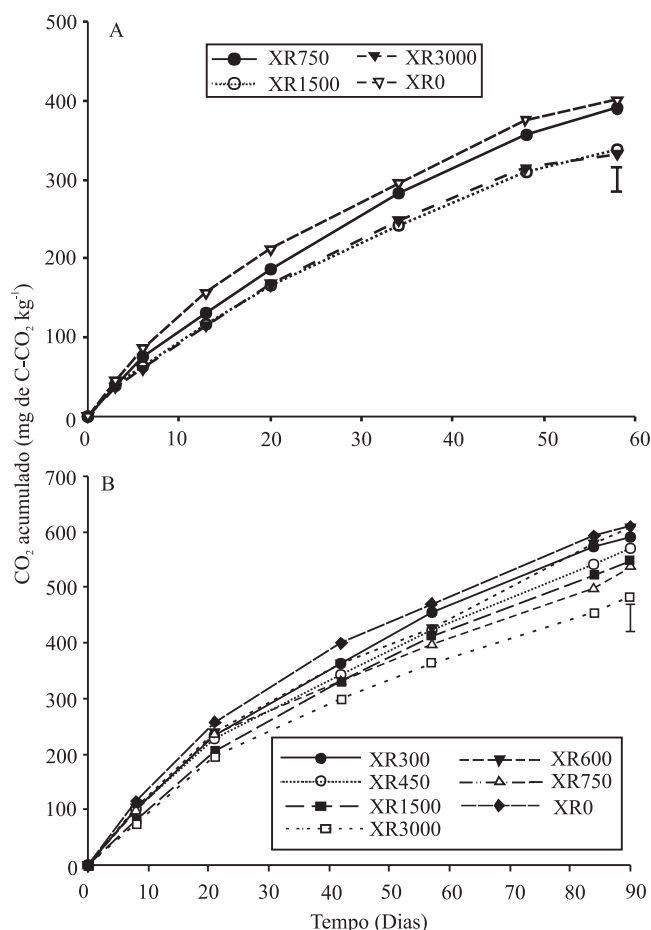 A
XR750
XR3000
XR1500
XR0
500
400
300
200
100
0
0 10 20 30 40 50 60
CO₂ acumulado (mg de C-CO₂ kg⁻¹)
B
700
600
500
400
300
200
100
0
XR300
XR600
XR450
XR750
XR1500
XR0
XR3000
0 10 20 30 40 50 60 70 80 90
Tempo (Dias)